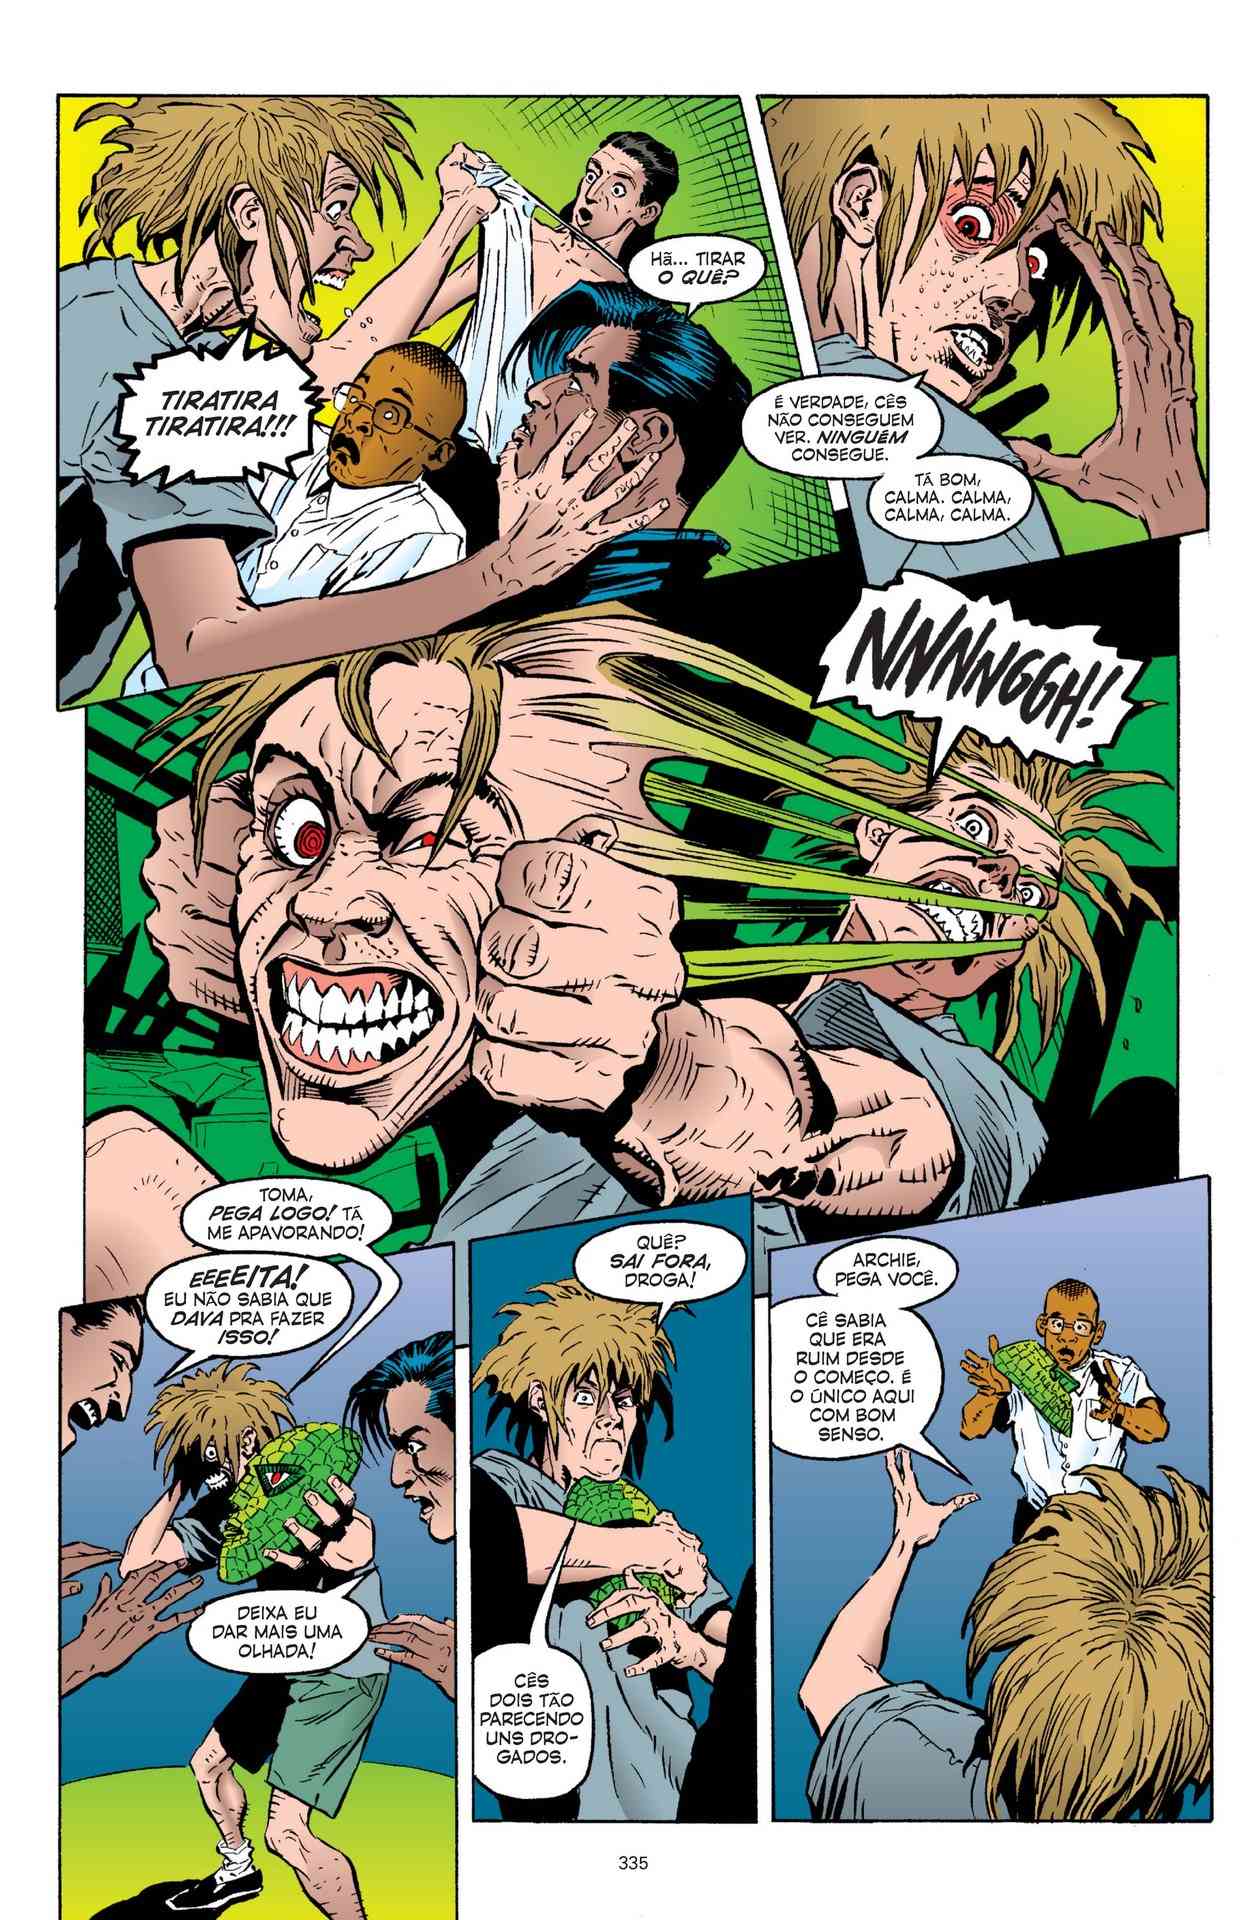 TIRATIRA
TIRATIRA!!!
HÃ... TIRAR
O QUÊ?
É VERDADE, CÊS
NÃO CONSEGUEM
VER. NINGUÉM
CONSEGUE.
TÁ BOM,
CALMA. CALMA,
CALMA, CALMA.
NNNNGGH!
TOMA,
PEGA LOGO! TÁ
ME APAVORANDO!
EEEEITA!
EU NÃO SABIA QUE
DAVA PRA FAZER
ISSO!
DEIXA EU
DAR MAIS UMA
OLHADA!
QUÊ?
SAI FORA,
DROGA!
CÊS
DOIS TÃO
PARECENDO
UNS DRO-
GADOS.
ARCHIE,
PEGA VOCÊ.
CÊ SABIA
QUE ERA
RUIM DESDE
O COMEÇO. É
O ÚNICO AQUI
COM BOM
SENSO.
335